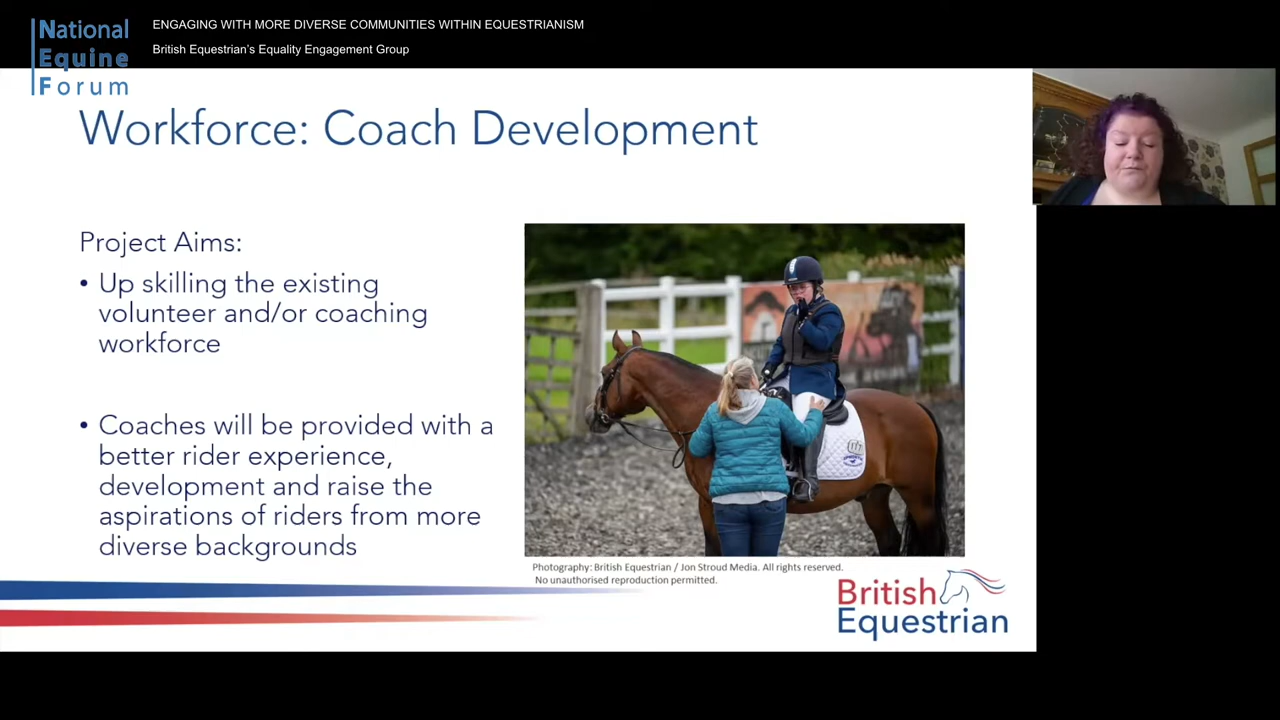 National
Equine
Forum
ENGAGING WITH MORE DIVERSE COMMUNITIES WITHIN EQUESTRIANISM
British Equestrian's Equality Engagement Group
Workforce: Coach Development
Project Aims:
• Up skilling the existing
volunteer and/or coaching
workforce
• Coaches will be provided with a
better rider experience,
development and raise the
aspirations of riders from more
diverse backgrounds
Photography: British Equestrian / Jon Stroud Media. All rights reserved.
No unauthorised reproduction permitted.
British
Equestrian